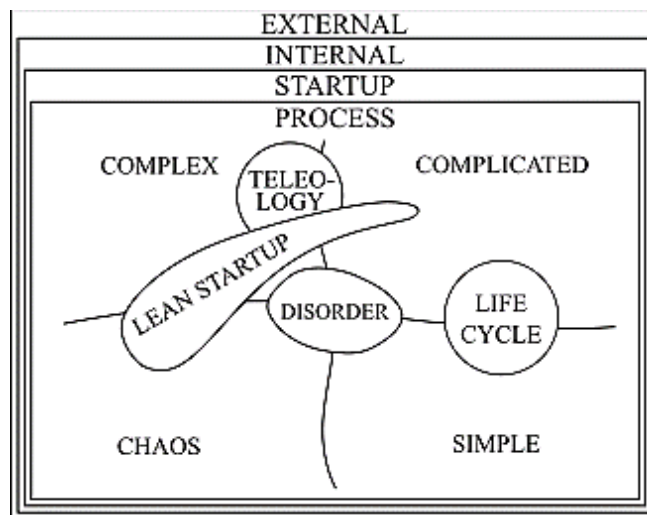 EXTERNAL
INTERNAL
STARTUP
PROCESS
COMPLEX
COMPLICATED
TELEO-
LOGY
LEAN STARTUP
DISORDER
LIFE
CYCLE
CHAOS
SIMPLE